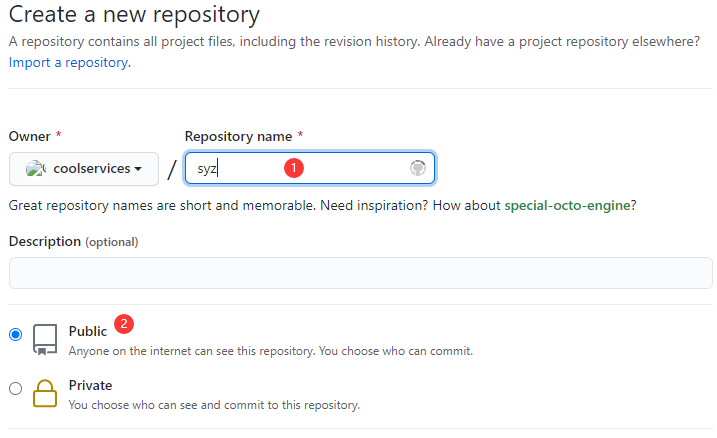 Create a new repository
A repository contains all project files, including the revision history. Already have a project repository elsewhere?
Import a repository.
Owner * Repository name *
coolservices / syz 1
Great repository names are short and memorable. Need inspiration? How about special-octo-engine?
Description (optional)
Public 2
Anyone on the internet can see this repository. You choose who can commit.
Private
You choose who can see and commit to this repository.